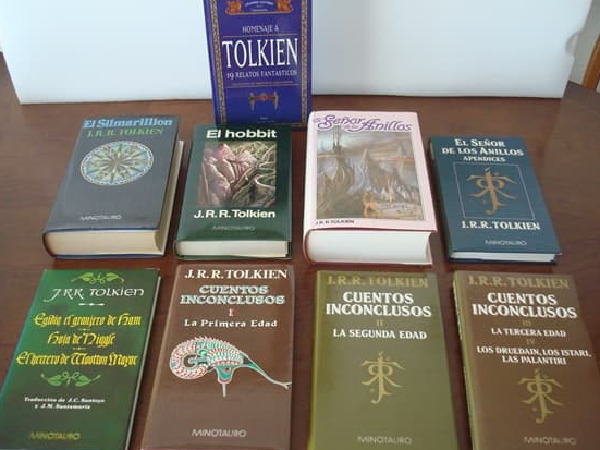 HOMENAJE A
TOLKIEN
19 RELATOS FANTASTICOS
El Silmarillion
J.R.R. TOLKIEN
MINOTAURO
El hobbit
J.R.R. Tolkien
MINOTAURO
El Señor
de los Anillos
J.R.R. TOLKIEN
EL SEÑOR
DE LOS ANILLOS
APENDICES
J.R.R. TOLKIEN
MINOTAURO
J.R.R. TOLKIEN
Egidio el granjero de Ham
Hoja de Niggle
El herrero de Wootton Mayor
Traducción de J.C. Santoyo
y J.M. Santamaría
MINOTAURO
J.R.R. TOLKIEN
CUENTOS
INCONCLUSOS
I
La Primera Edad
MINOTAURO
J.R.R. TOLKIEN
CUENTOS
INCONCLUSOS
II
LA SEGUNDA EDAD
MINOTAURO
J.R.R. TOLKIEN
CUENTOS
INCONCLUSOS
III
LA TERCERA EDAD
IV
LOS DRÚEDAIN, LOS ISTARI,
LAS PALANTÍRI
MINOTAURO